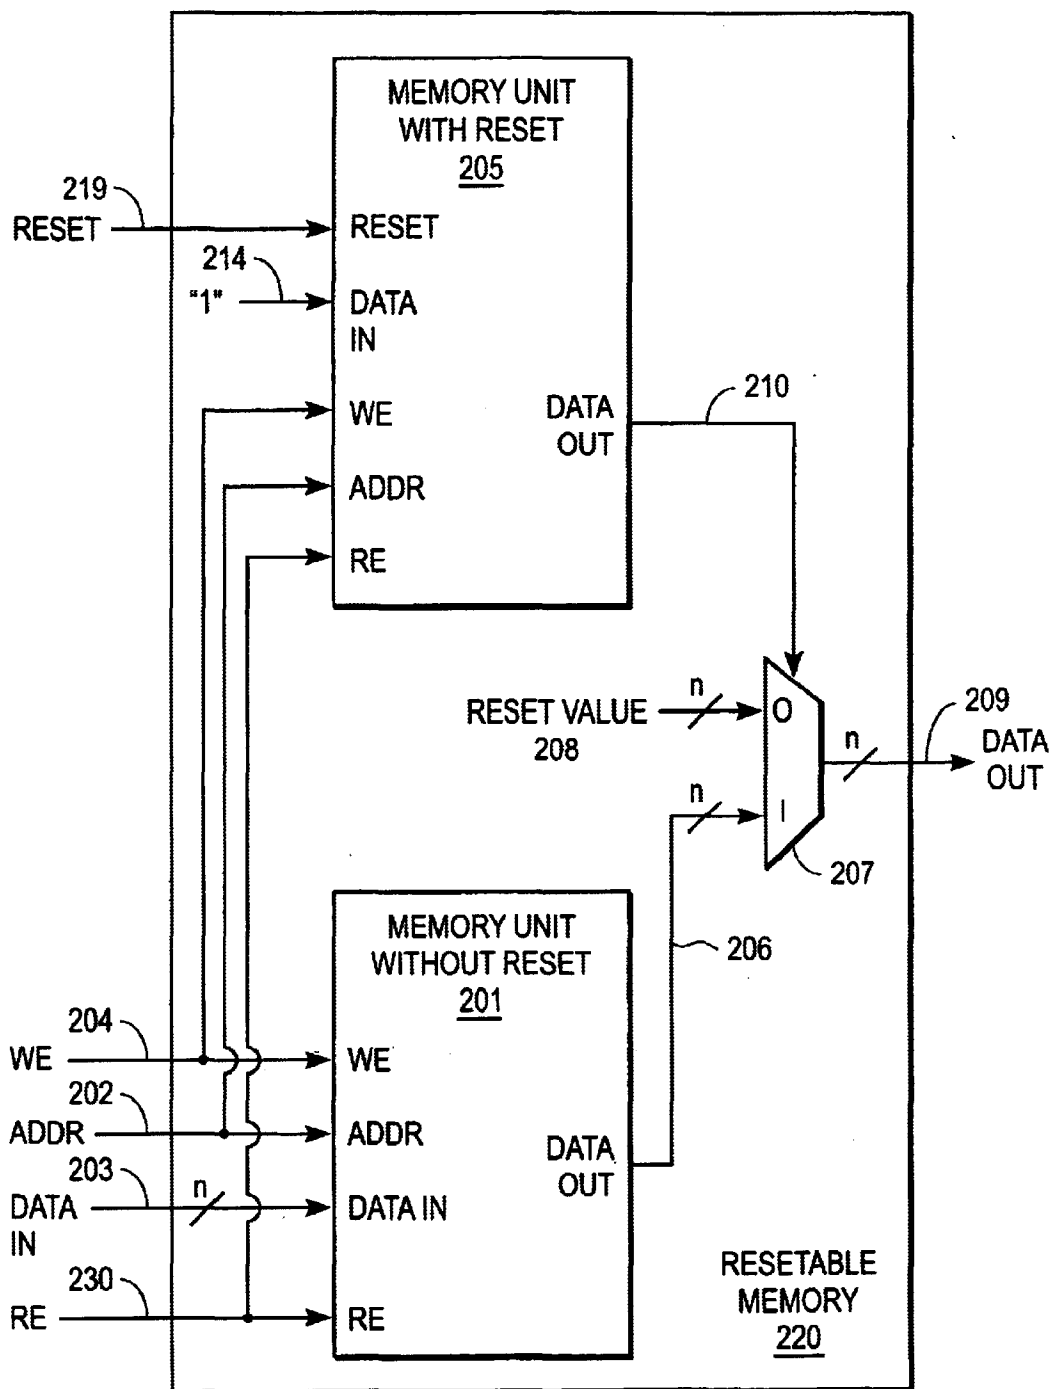 MEMORY UNIT
WITH RESET
205
219
RESET
RESET
214
"1"
DATA
IN
WE
DATA
OUT
210
ADDR
RE
n
RESET VALUE
208
0
n
209
DATA
OUT
n
1
207
MEMORY UNIT
WITHOUT RESET
201
206
204
WE
WE
202
ADDR
ADDR
DATA
OUT
203
n
DATA
IN
DATA IN
230
RE
RE
RESETABLE
MEMORY
220